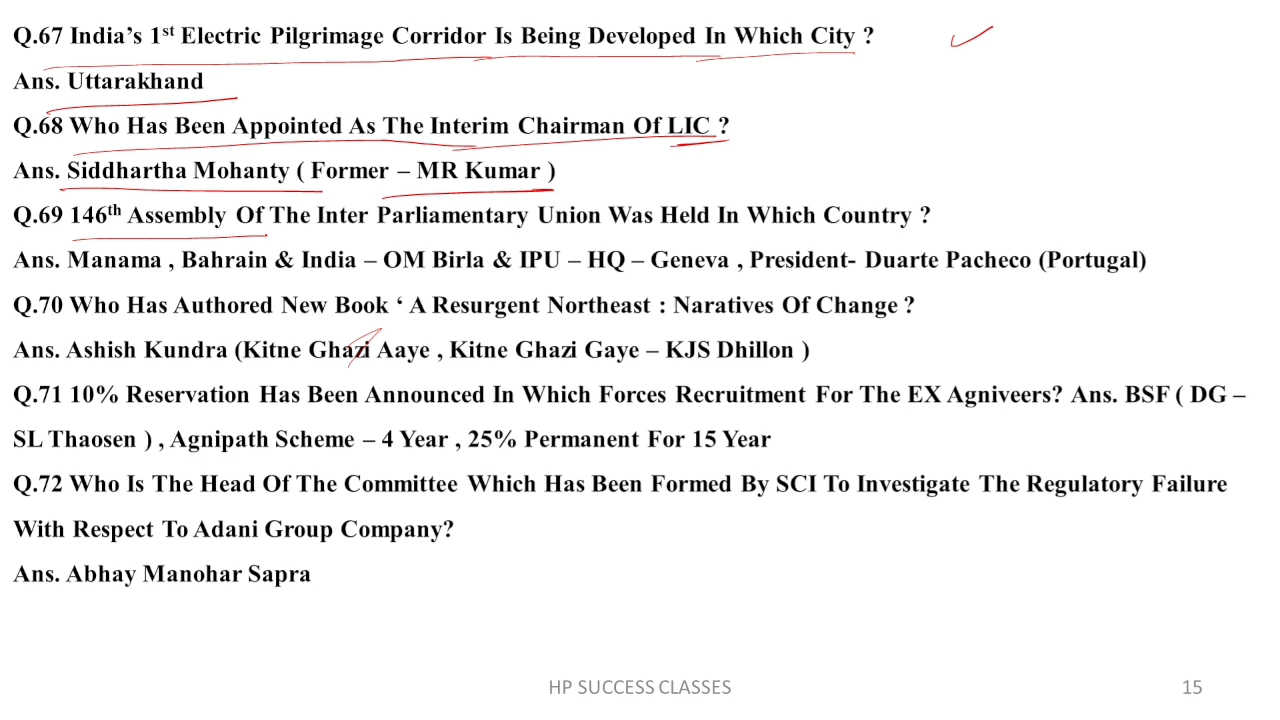 Q.67 India’s 1st Electric Pilgrimage Corridor Is Being Developed In Which City ?
Ans. Uttarakhand
Q.68 Who Has Been Appointed As The Interim Chairman Of LIC ?
Ans. Siddhartha Mohanty ( Former – MR Kumar )
Q.69 146th Assembly Of The Inter Parliamentary Union Was Held In Which Country ?
Ans. Manama , Bahrain & India – OM Birla & IPU – HQ – Geneva , President- Duarte Pacheco (Portugal)
Q.70 Who Has Authored New Book ‘ A Resurgent Northeast : Naratives Of Change ?
Ans. Ashish Kundra (Kitne Ghazi Aaye , Kitne Ghazi Gaye – KJS Dhillon )
Q.71 10% Reservation Has Been Announced In Which Forces Recruitment For The EX Agniveers? Ans. BSF ( DG –
SL Thaosen ) , Agnipath Scheme – 4 Year , 25% Permanent For 15 Year
Q.72 Who Is The Head Of The Committee Which Has Been Formed By SCI To Investigate The Regulatory Failure
With Respect To Adani Group Company?
Ans. Abhay Manohar Sapra
HP SUCCESS CLASSES
15